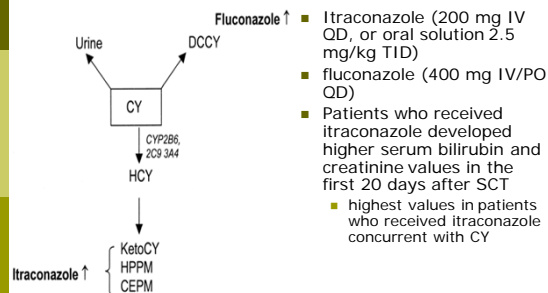 Fluconazole ↑
Urine
DCCY
CY
CYP2B6,
2C9 3A4
HCY
KetoCY
HPPM
CEPM
Itraconazole ↑
Itraconazole (200 mg IV
QD, or oral solution 2.5
mg/kg TID)
fluconazole (400 mg IV/PO
QD)
Patients who received
itraconazole developed
higher serum bilirubin and
creatinine values in the
first 20 days after SCT
highest values in patients
who received itraconazole
concurrent with CY